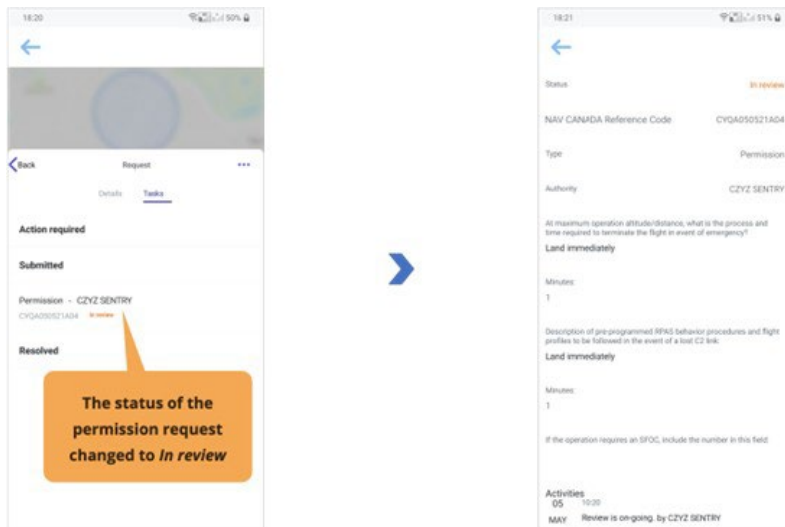 18:20
50%
Back
Request
Details
Tasks
Action required
Submitted
Permission - CZYZ SENTRY
CYQA050521A04
In review
Resolved
The status of the
permission request
changed to In review
18:21
51%
Status
In review
NAV CANADA Reference Code
CYQA050521A04
Type
Permission
Authority
CZYZ SENTRY
At maximum operation altitude/distance, what is the process and
time required to terminate the flight in event of emergency?
Land immediately
Minutes:
1
Description of pre-programmed RPAS behavior procedures and flight
profiles to be followed in the event of a lost C2 link:
Land immediately
Minutes:
1
If the operation requires an SFOC, include the number in this field
Activities
05
10:20
MAY
Review is on-going. by CZYZ SENTRY